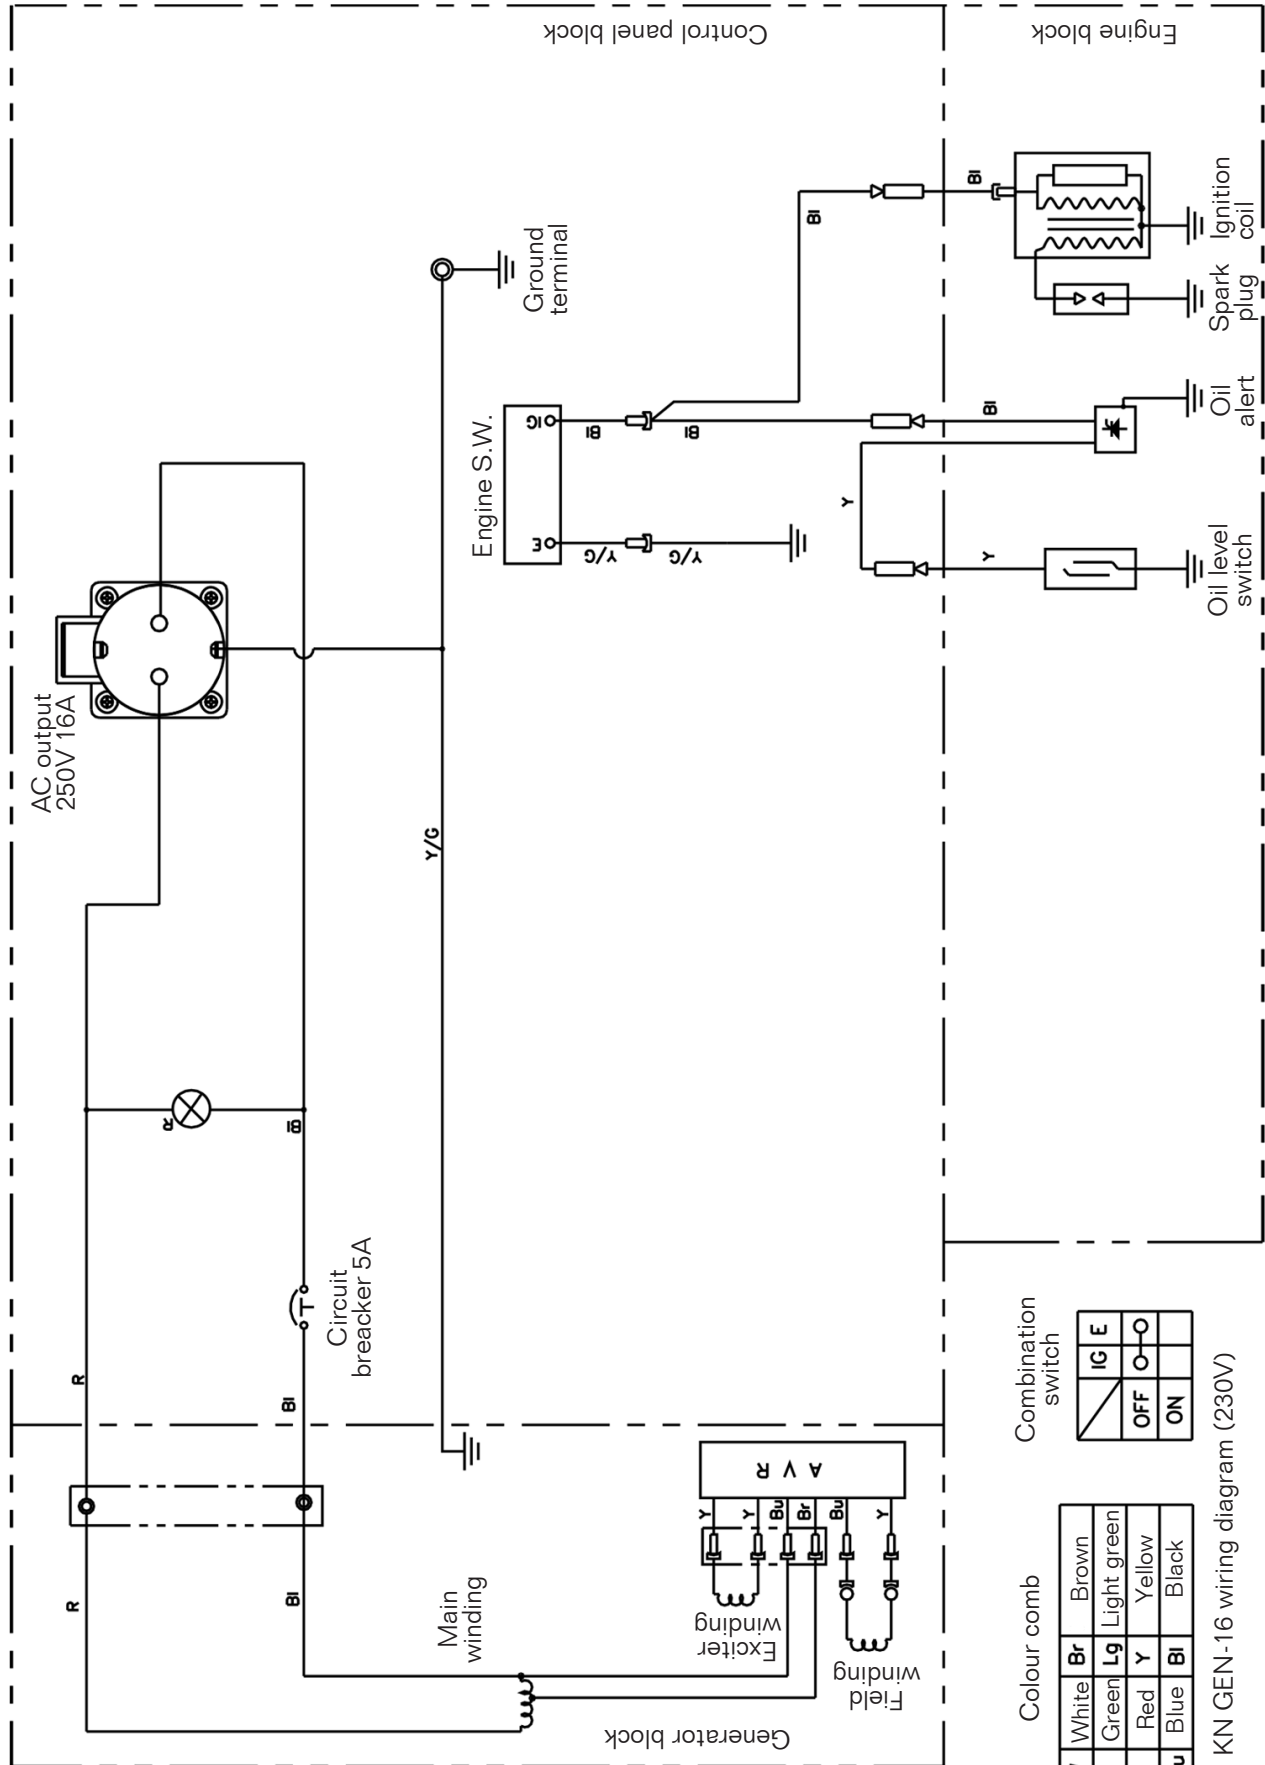 Control panel block
Engine block
AC output
250V 16A
Ground
terminal
Engine S.W.
IG
E
Bl
Bl
Y/G
Y/G
Bl
Bl
Bl
Y
Y
Ignition
coil
Spark
plug
Oil
alert
Oil level
switch
Y/G
R
Bl
Circuit
breacker 5A
R
Bl
R
Bl
Main
winding
A V R
Y
Y
Bu
Br
Bu
Y
Exciter
winding
Field
winding
Generator block
Combination
switch
IG E
OFF
ON
Colour comb
White Br Brown
Green Lg Light green
Red Y Yellow
Blue Bl Black
KN GEN-16 wiring diagram (230V)